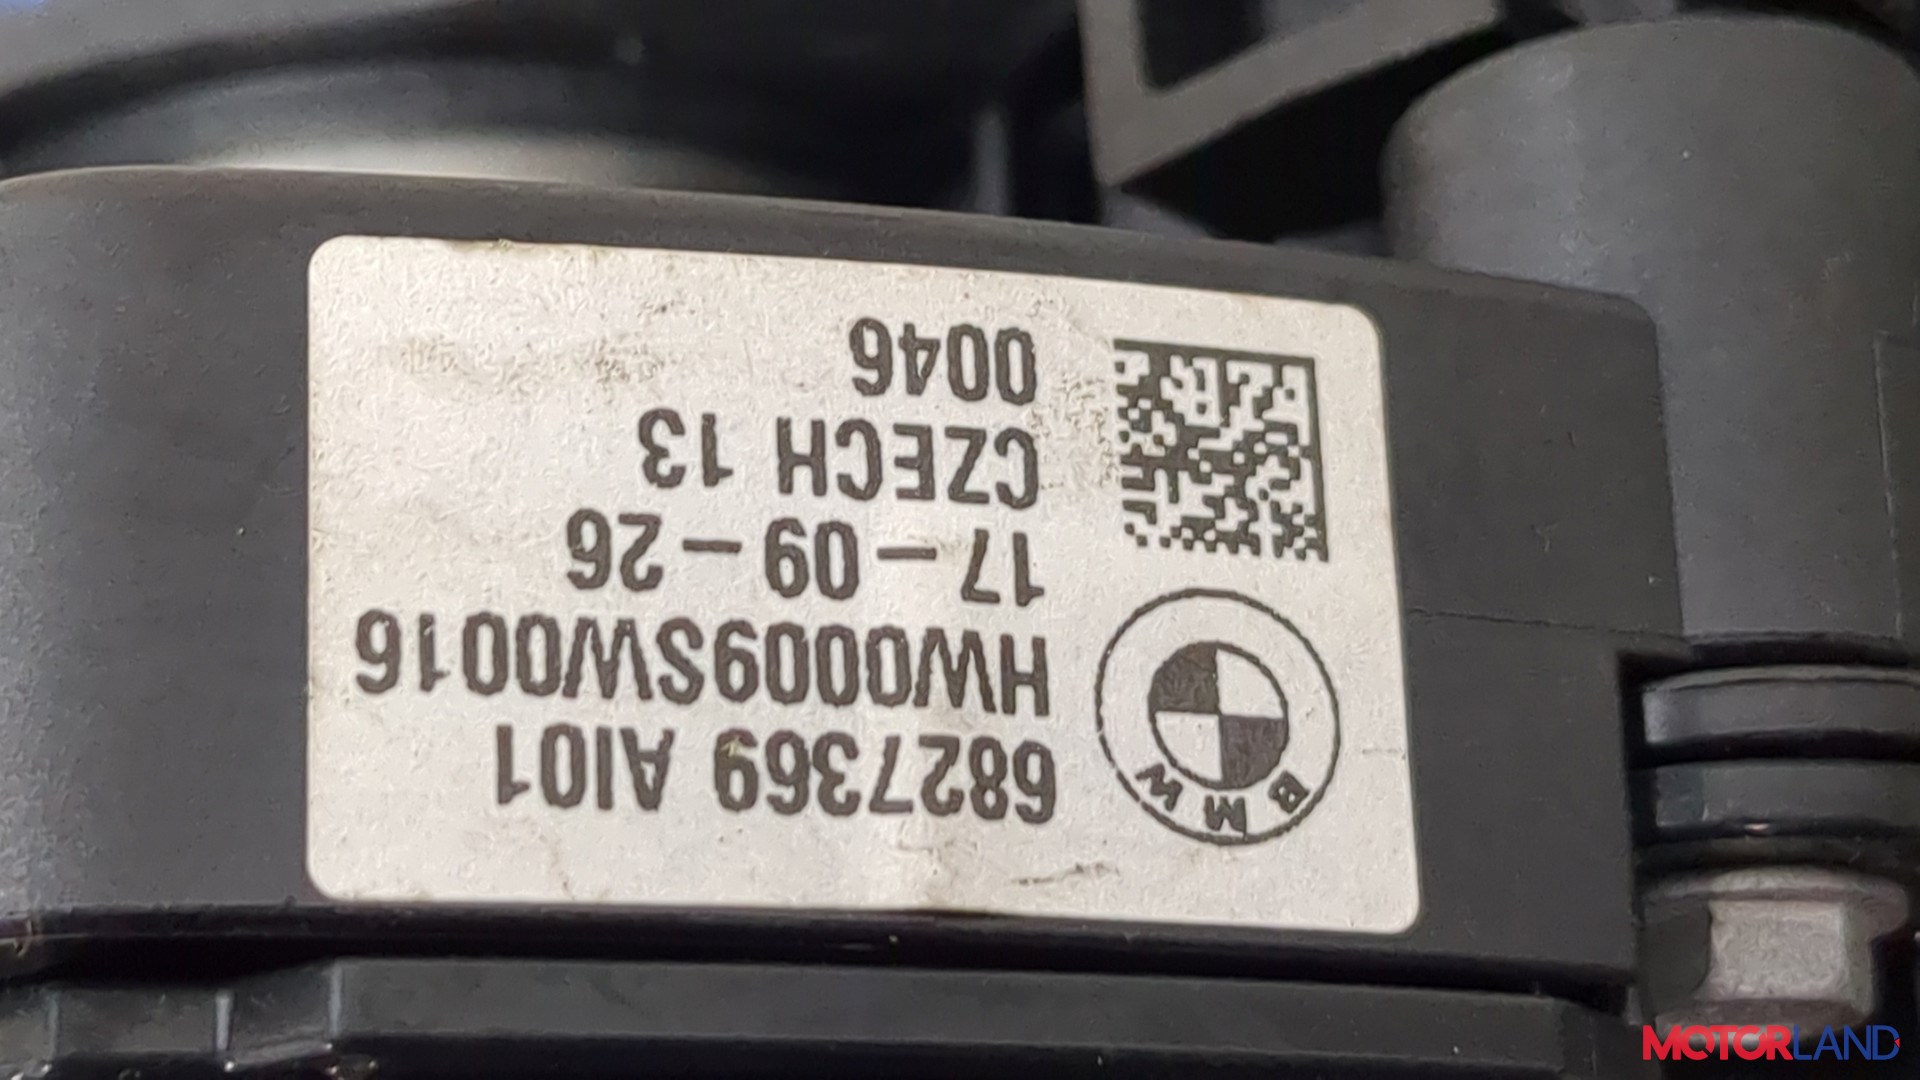 6827369 AI01
HW0009SW0016
17-09-26
CZECH 13
0046
BMW
MOTORLAND